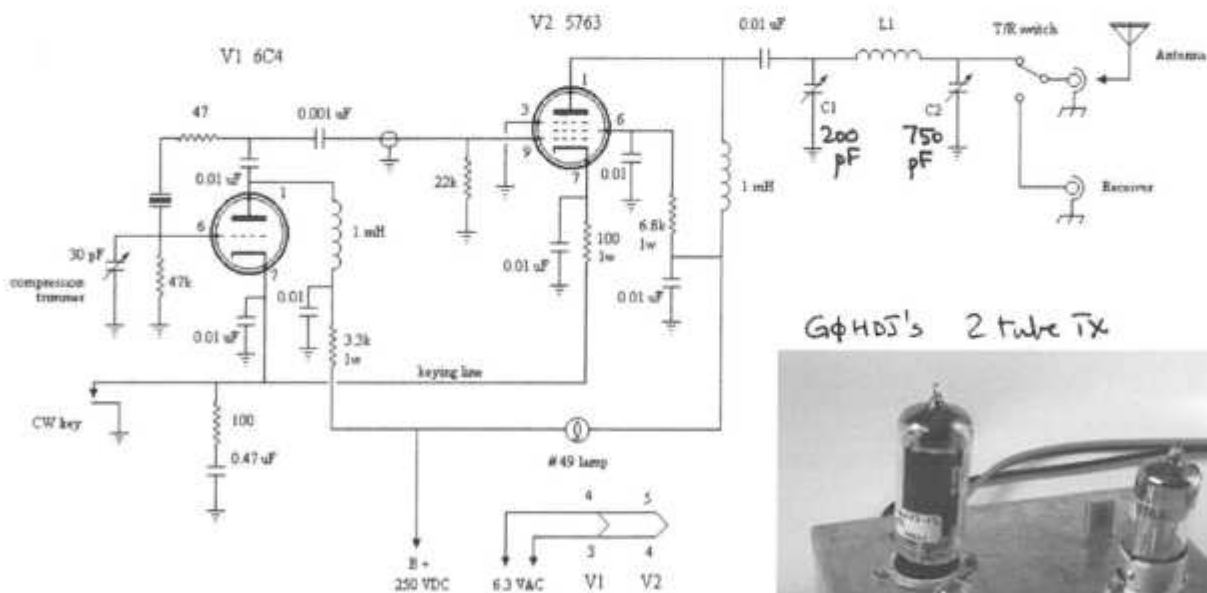 V2 5763
0.01 uF
L1
T/R switch
Antenna
V1 6C4
1
C1
C2
47
0.001 uF
3
6
200
pF
750
pF
9
0.01 uF
1
22k
7
0.01
1 mH
Receiver
6
1 mH
100
1w
6.8k
1w
30 pF
compression
trimmer
47k
7
0.01
0.01 uF
0.01 uF
0.01 uF
3.3k
1w
GØHDJ's 2 tube TX
keying line
CW key
100
0.47 uF
#49 lamp
4
5
B +
250 VDC
6.3 VAC
3
V1
4
V2